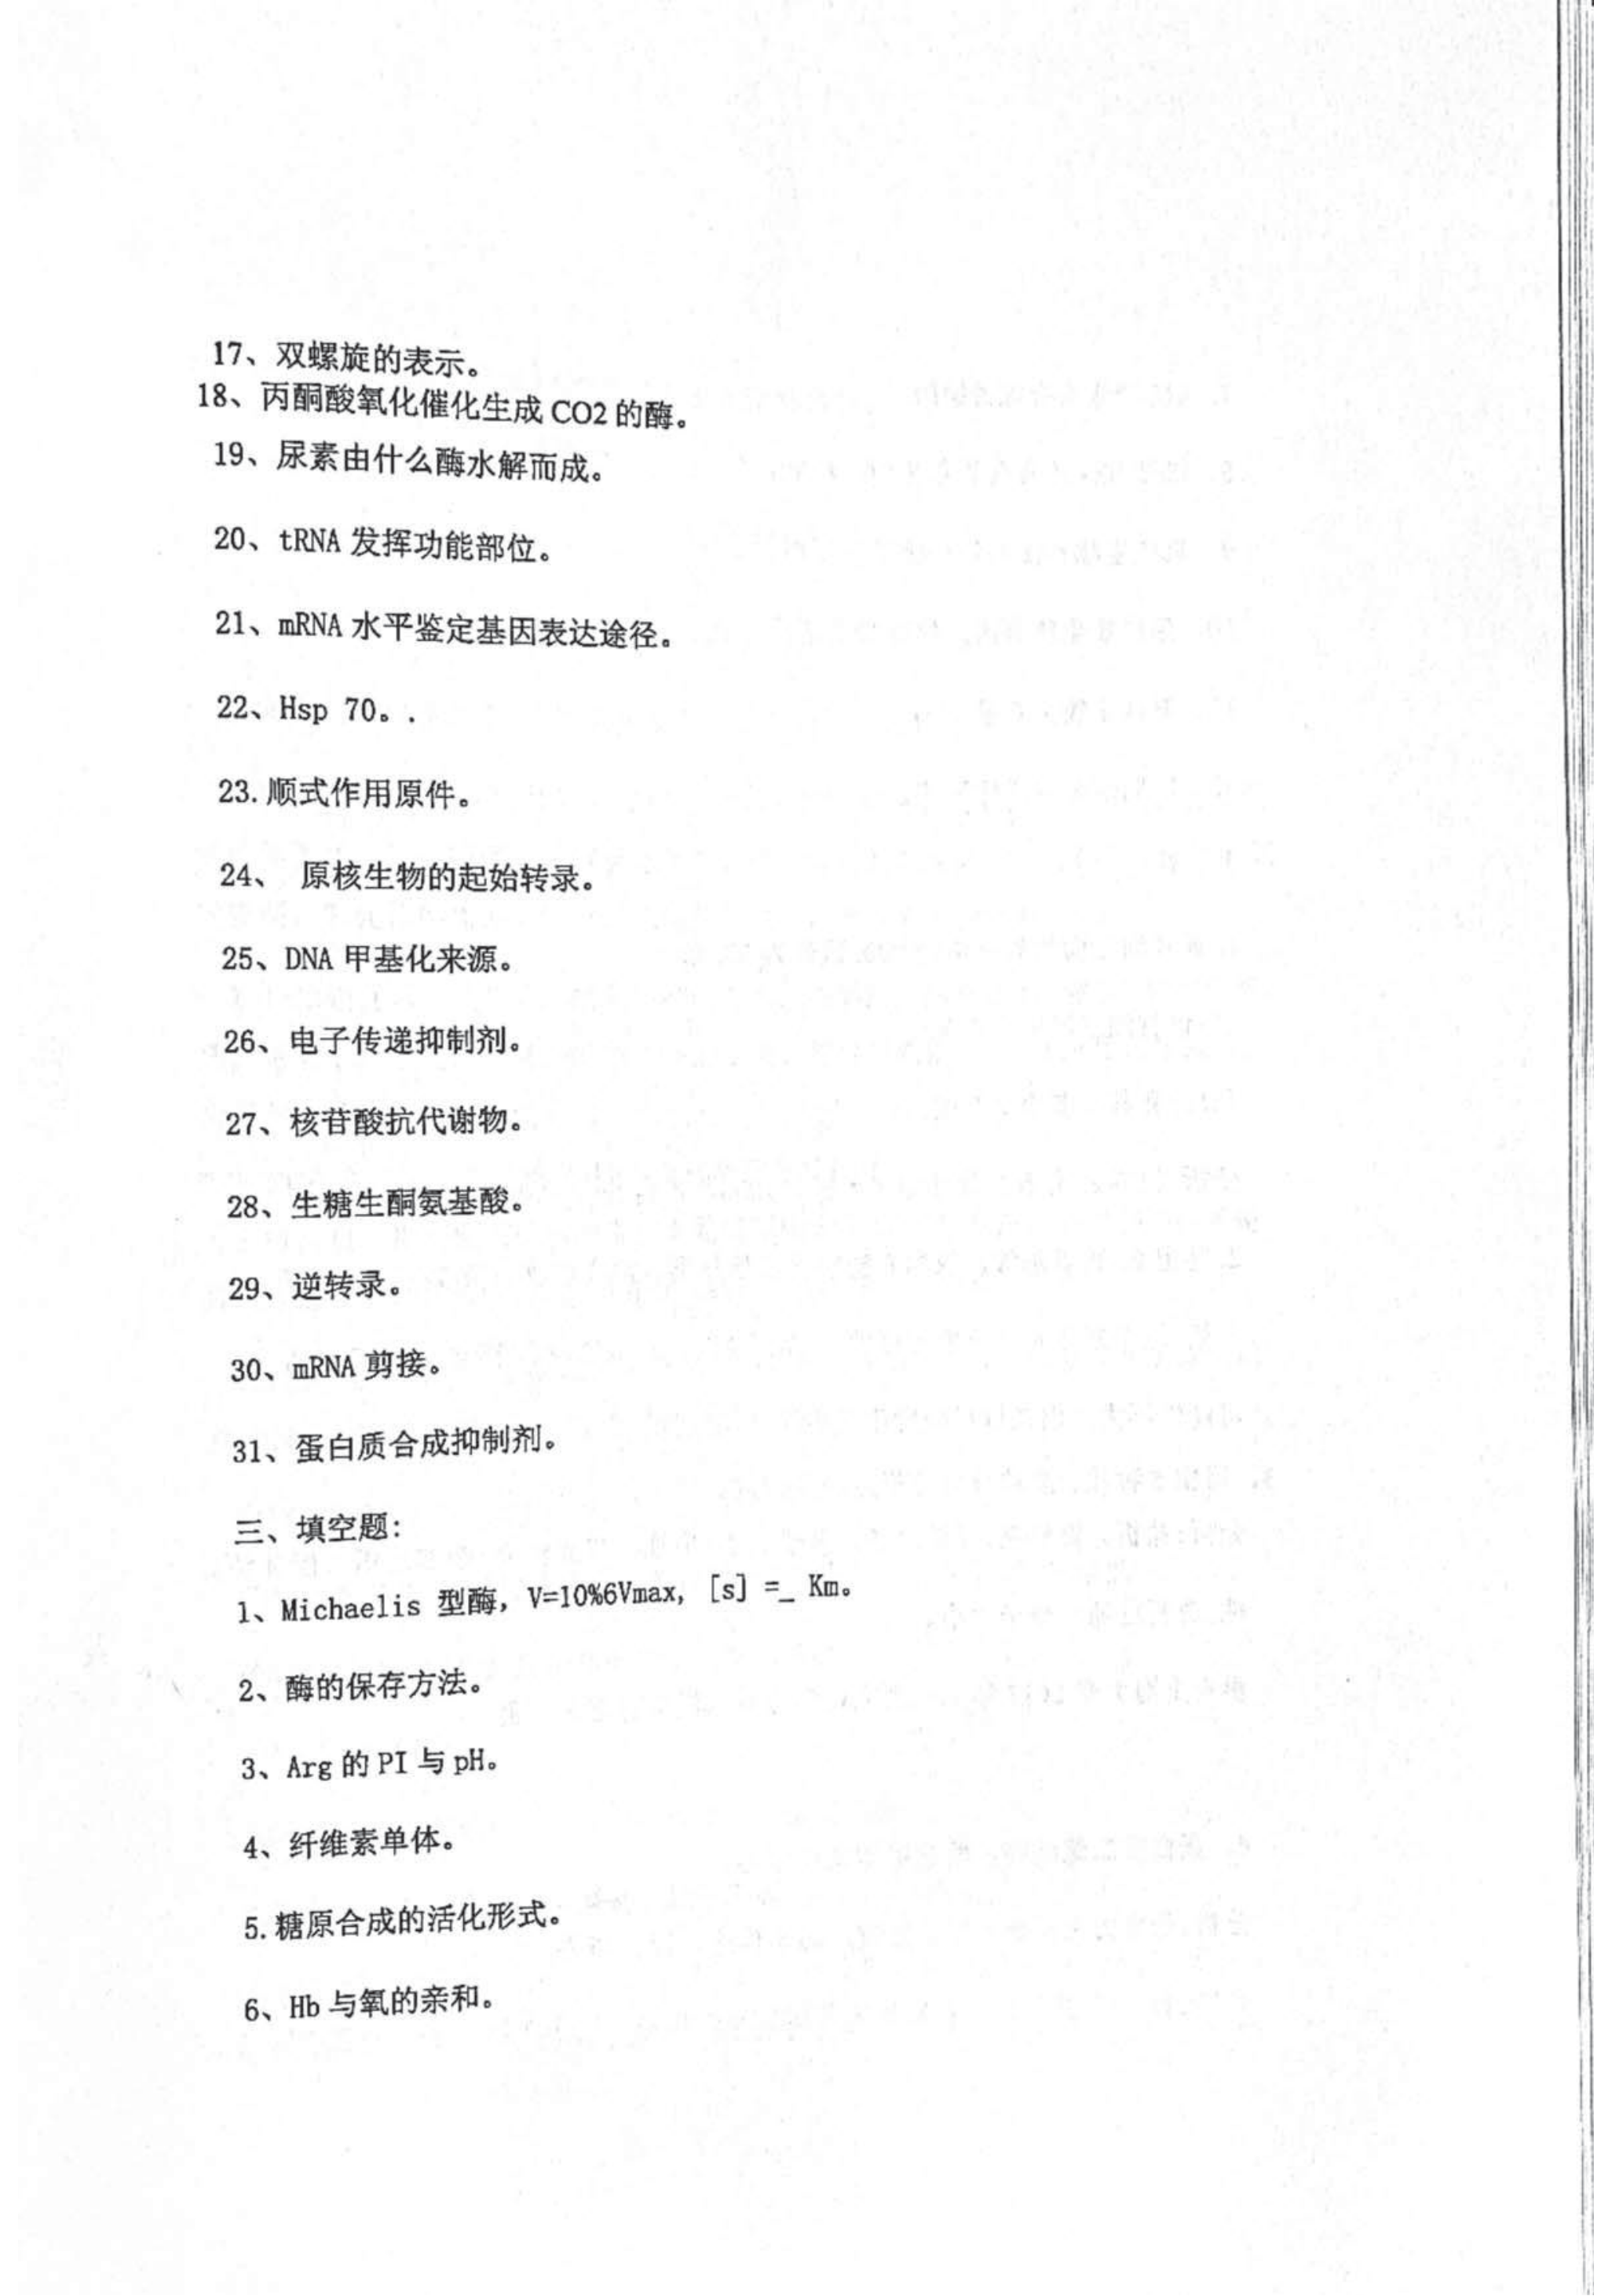 17、双螺旋的表示。
18、丙酮酸氧化催化生成 CO2 的酶。
19、尿素由什么酶水解而成。
20、tRNA 发挥功能部位。
21、mRNA 水平鉴定基因表达途径。
22、Hsp 70。.
23.顺式作用原件。
24、 原核生物的起始转录。
25、DNA 甲基化来源。
26、电子传递抑制剂。
27、核苷酸抗代谢物。
28、生糖生酮氨基酸。
29、逆转录。
30、mRNA 剪接。
31、蛋白质合成抑制剂。
三、填空题：
1、Michaelis 型酶，V=10%6Vmax，[s] =_ Km。
2、酶的保存方法。
3、Arg 的 PI 与 pH。
4、纤维素单体。
5.糖原合成的活化形式。
6、Hb 与氧的亲和。